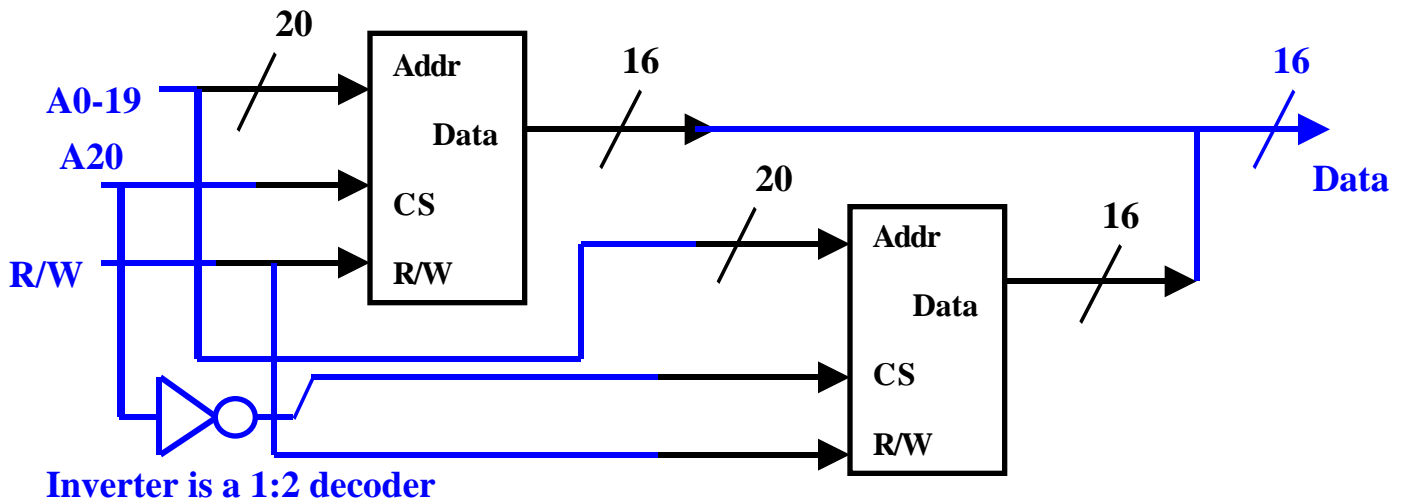 20
16
16
A0-19
Addr
Data
A20
CS
R/W
R/W
20
Data
16
Addr
Data
CS
R/W
Inverter is a 1:2 decoder